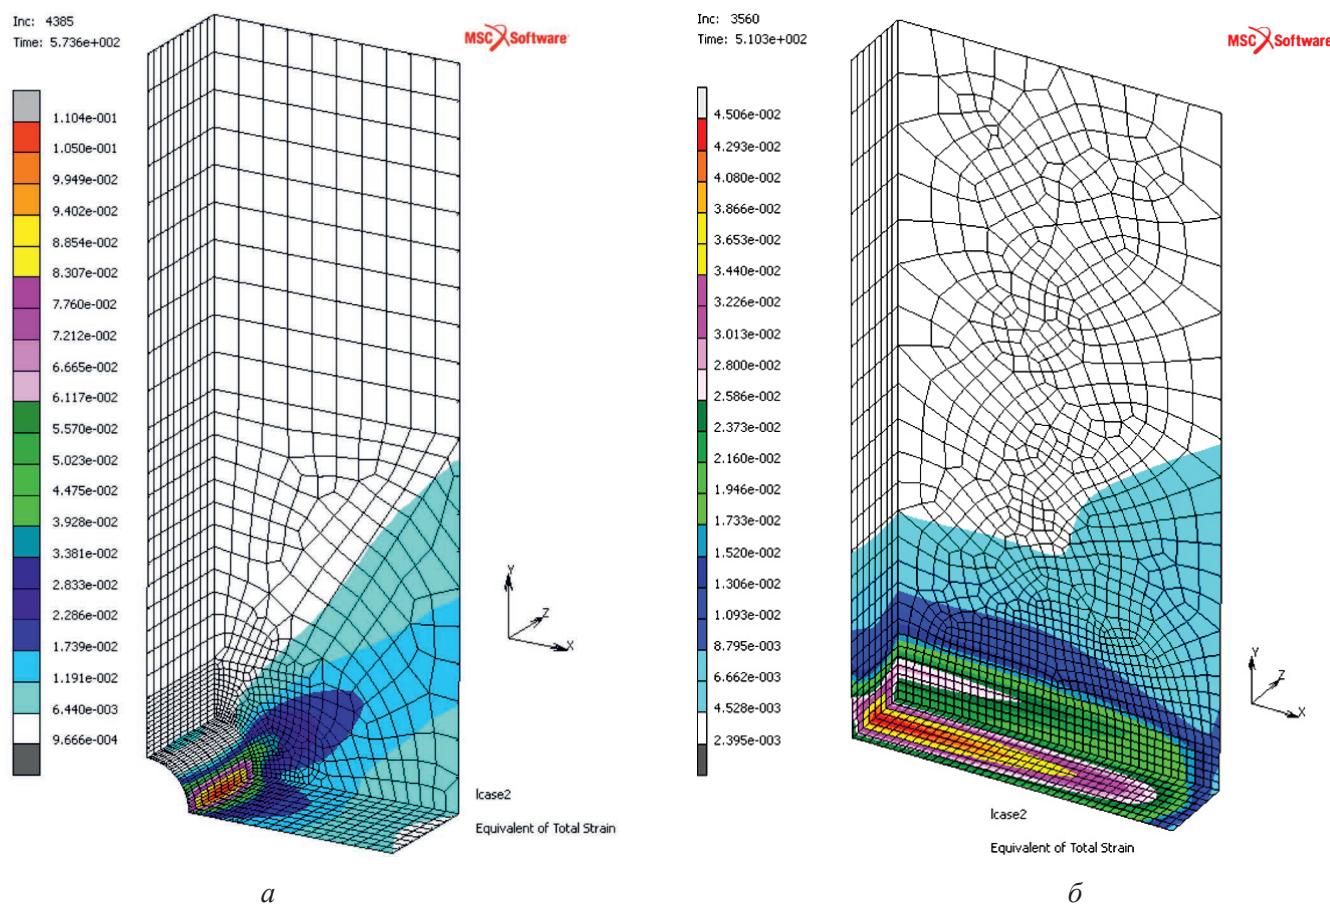 Inc: 4385
Time: 5.736e+002
MSC Software
1.104e-001
1.050e-001
9.949e-002
9.402e-002
8.854e-002
8.307e-002
7.760e-002
7.212e-002
6.665e-002
6.117e-002
5.570e-002
5.023e-002
4.475e-002
3.928e-002
3.381e-002
2.833e-002
2.286e-002
1.739e-002
1.191e-002
6.440e-003
9.666e-004
Y
Z
X
lcase2
Equivalent of Total Strain
а
Inc: 3560
Time: 5.103e+002
MSC Software
4.506e-002
4.293e-002
4.080e-002
3.866e-002
3.653e-002
3.440e-002
3.226e-002
3.013e-002
2.800e-002
2.586e-002
2.373e-002
2.160e-002
1.946e-002
1.733e-002
1.520e-002
1.306e-002
1.093e-002
8.795e-003
6.662e-003
4.528e-003
2.395e-003
Y
Z
X
lcase2
Equivalent of Total Strain
б